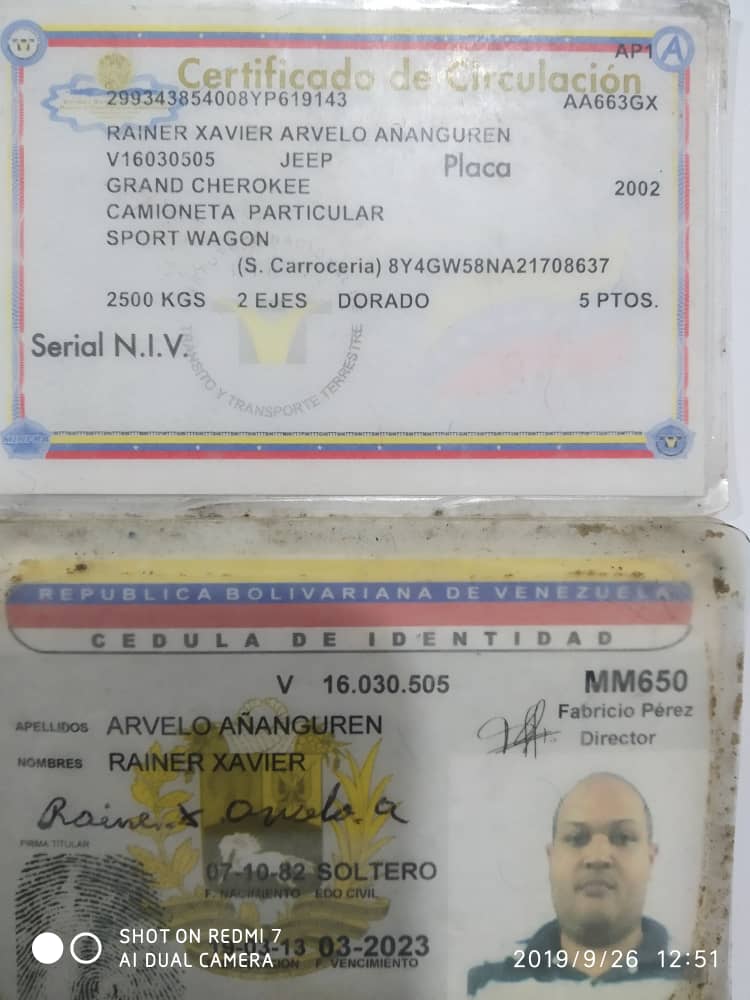 AP1 A
Certificado de Circulación
299343854008YP619143 AA663GX
RAINER XAVIER ARVELO AÑANGUREN
V16030505 JEEP Placa
GRAND CHEROKEE 2002
CAMIONETA PARTICULAR
SPORT WAGON
(S. Carroceria) 8Y4GW58NA21708637
2500 KGS 2 EJES DORADO 5 PTOS.
Serial N.I.V.
TRANSITO Y TRANSPORTE TERRESTRE
REPUBLICA BOLIVARIANA DE VENEZUELA
CEDULA DE IDENTIDAD
V 16.030.505 MM650
Fabricio Pérez
Director
APELLIDOS ARVELO AÑANGUREN
NOMBRES RAINER XAVIER
Rainer X Arvelo A
FIRMA TITULAR
07-10-82 SOLTERO
F. NACIMIENTO EDO CIVIL
03-13 03-2023
F. VENCIMIENTO
SHOT ON REDMI 7
AI DUAL CAMERA
2019/9/26 12:51